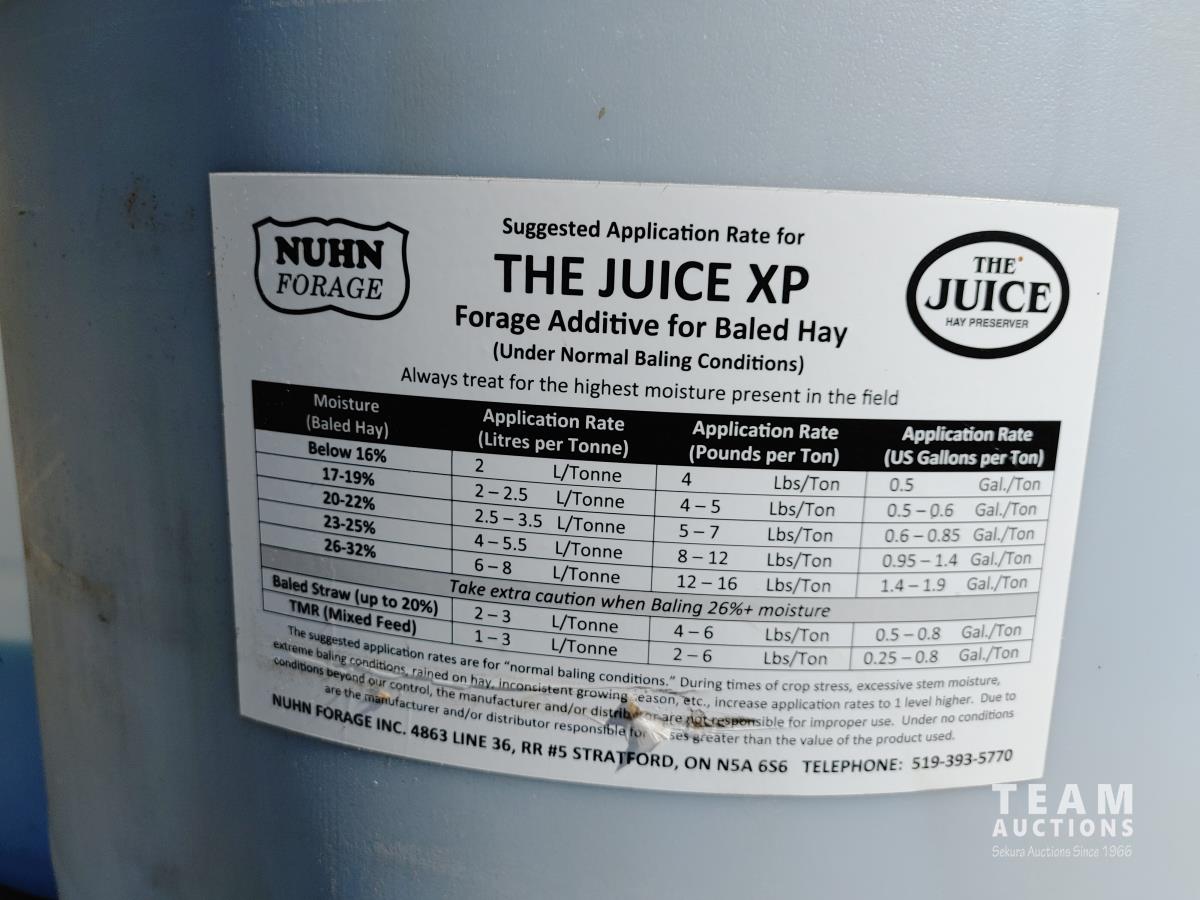 NUHN
FORAGE
Suggested Application Rate for
THE JUICE XP
Forage Additive for Baled Hay
(Under Normal Baling Conditions)
Always treat for the highest moisture present in the field
THE
JUICE
HAY PRESERVER
Moisture (Baled Hay) Application Rate (Litres per Tonne) Application Rate (Pounds per Ton) Application Rate (US Gallons per Ton)
Below 16% 2 L/Tonne 4 Lbs/Ton 0.5 Gal./Ton
17-19% 2 – 2.5 L/Tonne 4 – 5 Lbs/Ton 0.5 – 0.6 Gal./Ton
20-22% 2.5 – 3.5 L/Tonne 5 – 7 Lbs/Ton 0.6 – 0.85 Gal./Ton
23-25% 4 – 5.5 L/Tonne 8 – 12 Lbs/Ton 0.95 – 1.4 Gal./Ton
26-32% 6 – 8 L/Tonne 12 – 16 Lbs/Ton 1.4 – 1.9 Gal./Ton
Take extra caution when Baling 26%+ moisture
Baled Straw (up to 20%) 2 – 3 L/Tonne 4 – 6 Lbs/Ton 0.5 – 0.8 Gal./Ton
TMR (Mixed Feed) 1 – 3 L/Tonne 2 – 6 Lbs/Ton 0.25 – 0.8 Gal./Ton
The suggested application rates are for "normal baling conditions." During times of crop stress, excessive stem moisture,
extreme baling conditions, rained on hay, inconsistent growing season, etc., increase application rates to 1 level higher. Due to
conditions beyond our control, the manufacturer and/or distributor are not responsible for improper use. Under no conditions
are the manufacturer and/or distributor responsible for greater than the value of the product used.
NUHN FORAGE INC. 4863 LINE 36, RR #5 STRATFORD, ON N5A 6S6 TELEPHONE: 519-393-5770
TEAM
AUCTIONS
Sekura Auctions Since 1966